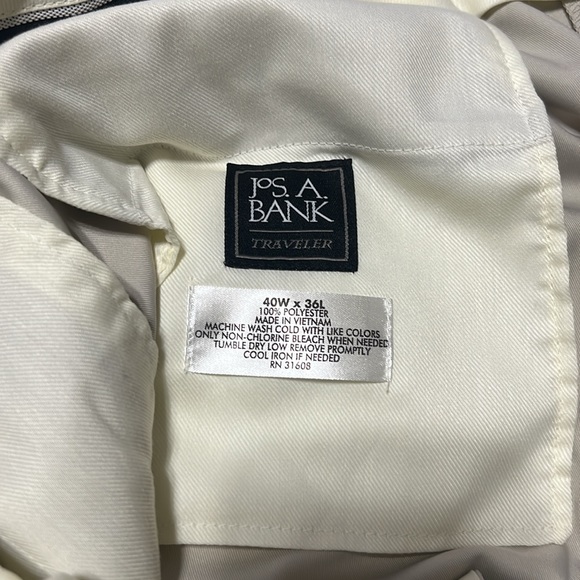 JOS. A.
BANK
TRAVELER
40W x 36L
100% POLYESTER
MADE IN VIETNAM
MACHINE WASH COLD WITH LIKE COLORS
ONLY NON-CHLORINE BLEACH WHEN NEEDED
TUMBLE DRY LOW REMOVE PROMPTLY
COOL IRON IF NEEDED
RN 31608